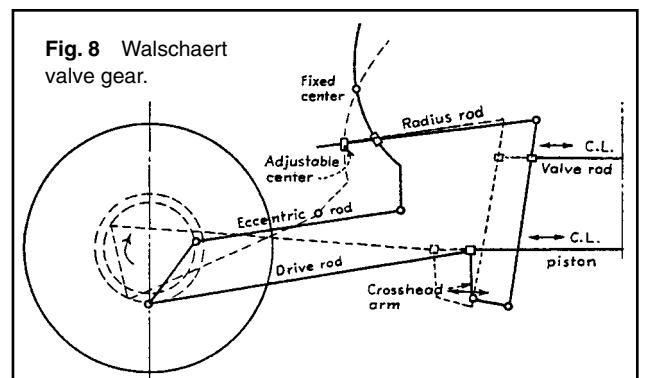 Fig. 8 Walschaert
valve gear.
Fixed
center
Radius rod
C.L.
Valve rod
Adjustable
center
Eccentric rod
C.L.
piston
Drive rod
Crosshead
arm